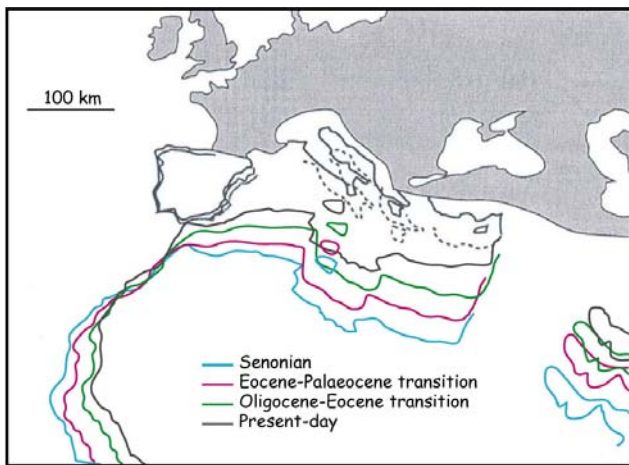 100 km
Senonian
Eocene-Palaeocene transition
Oligocene-Eocene transition
Present-day